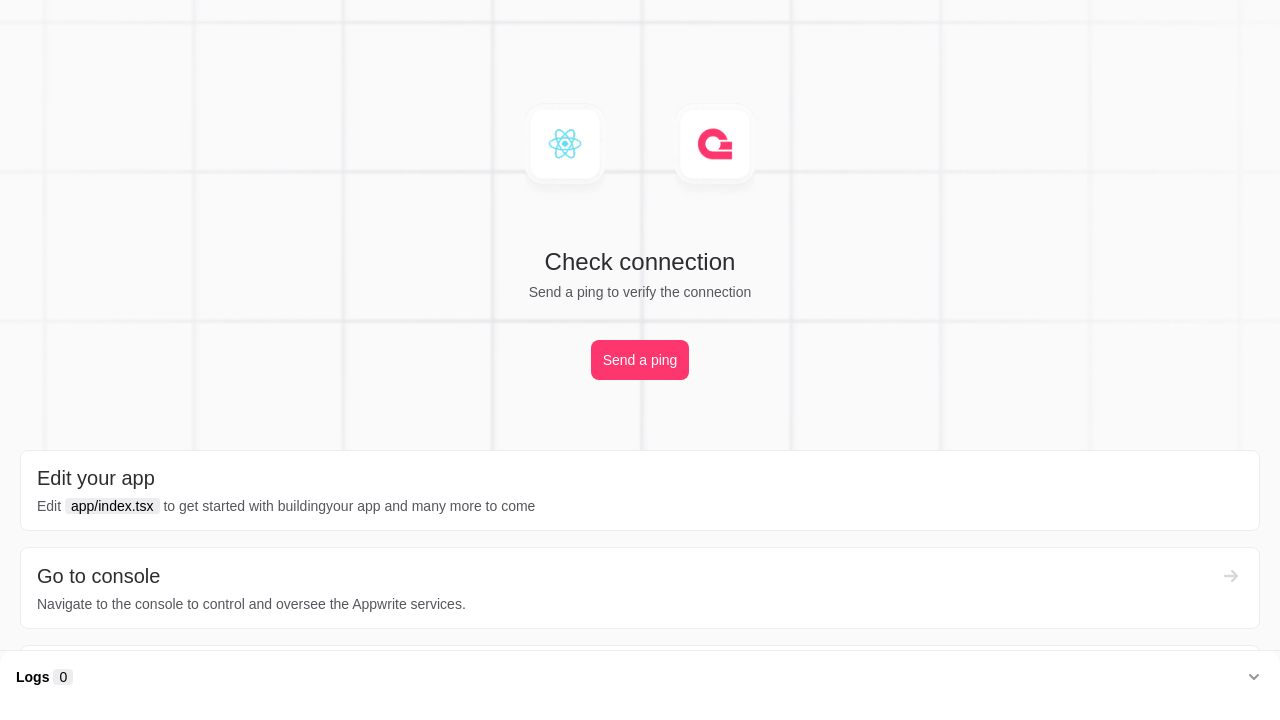 Check connection
Send a ping to verify the connection
Send a ping
Edit your app
Edit app/index.tsx to get started with buildingyour app and many more to come
Go to console
Navigate to the console to control and oversee the Appwrite services.
Logs 0